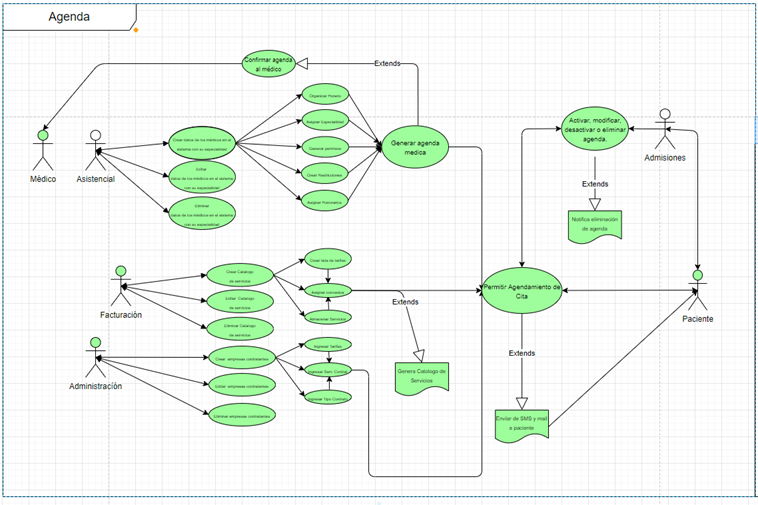 Agenda
Confirmar agenda
al médico
Extends
Organizar Horario
Asignar Especialidad
Generar permisos
Crear Restricciones
Asignar Parametros
Crear datos de los médicos en el
sistema con su especialidad
Editar
datos de los médicos en el sistema
con su especialidad
Eliminar
datos de los médicos en el sistema
con su especialidad
Generar agenda
medica
Activar, modificar,
desactivar o eliminar
agenda.
Admisiones
Mèdico
Asistencial
Extends
Notifica eliminación
de agenda
Crear Catalogo
de servicios
Editar Catalogo
de servicios
Eliminar Catalogo
de servicios
Crear lista de tarifas
Asignar convenios
Almacenar Servicios
Facturación
Permitir Agendamiento de
Cita
Paciente
Extends
Administración
Crear empresas contratantes
Editar empresas contratantes
Eliminar empresas contratantes
Ingresar Tarifas
Ingresar Serv. Contrat.
Ingresar Tipo Contrato
Genera Catalogo de
Servicios
Extends
Enviar de SMS y mail
a paciente